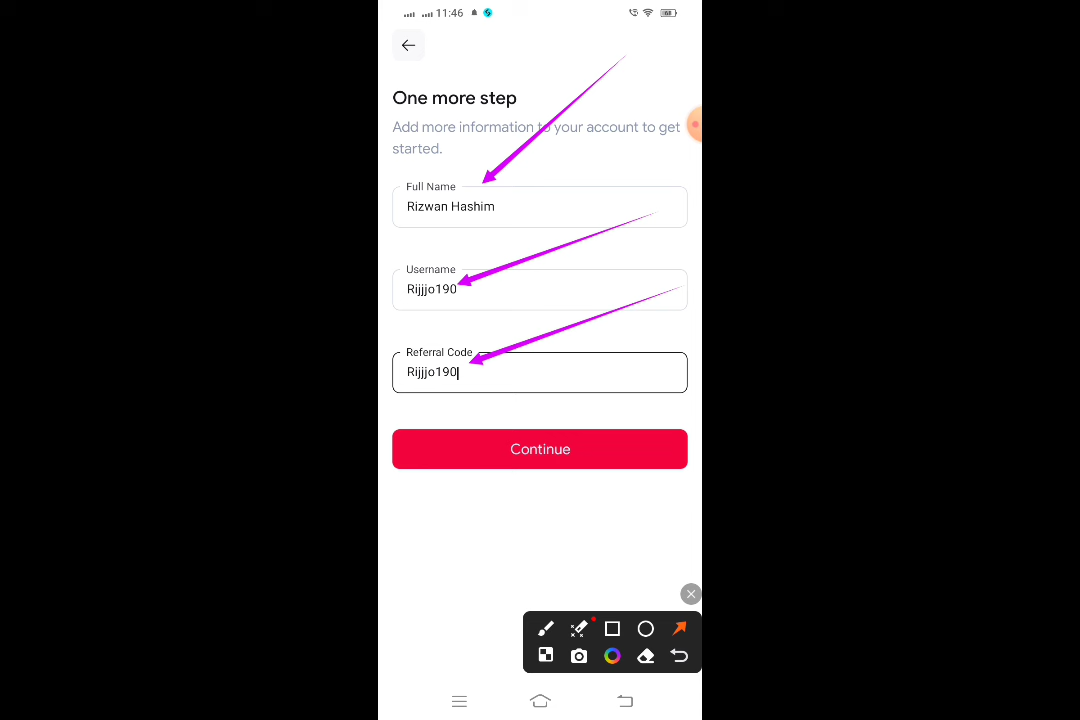 11:46
68
One more step
Add more information to your account to get
started.
Full Name
Rizwan Hashim
Username
Rijjjo190
Referral Code
Rijjjo190
Continue